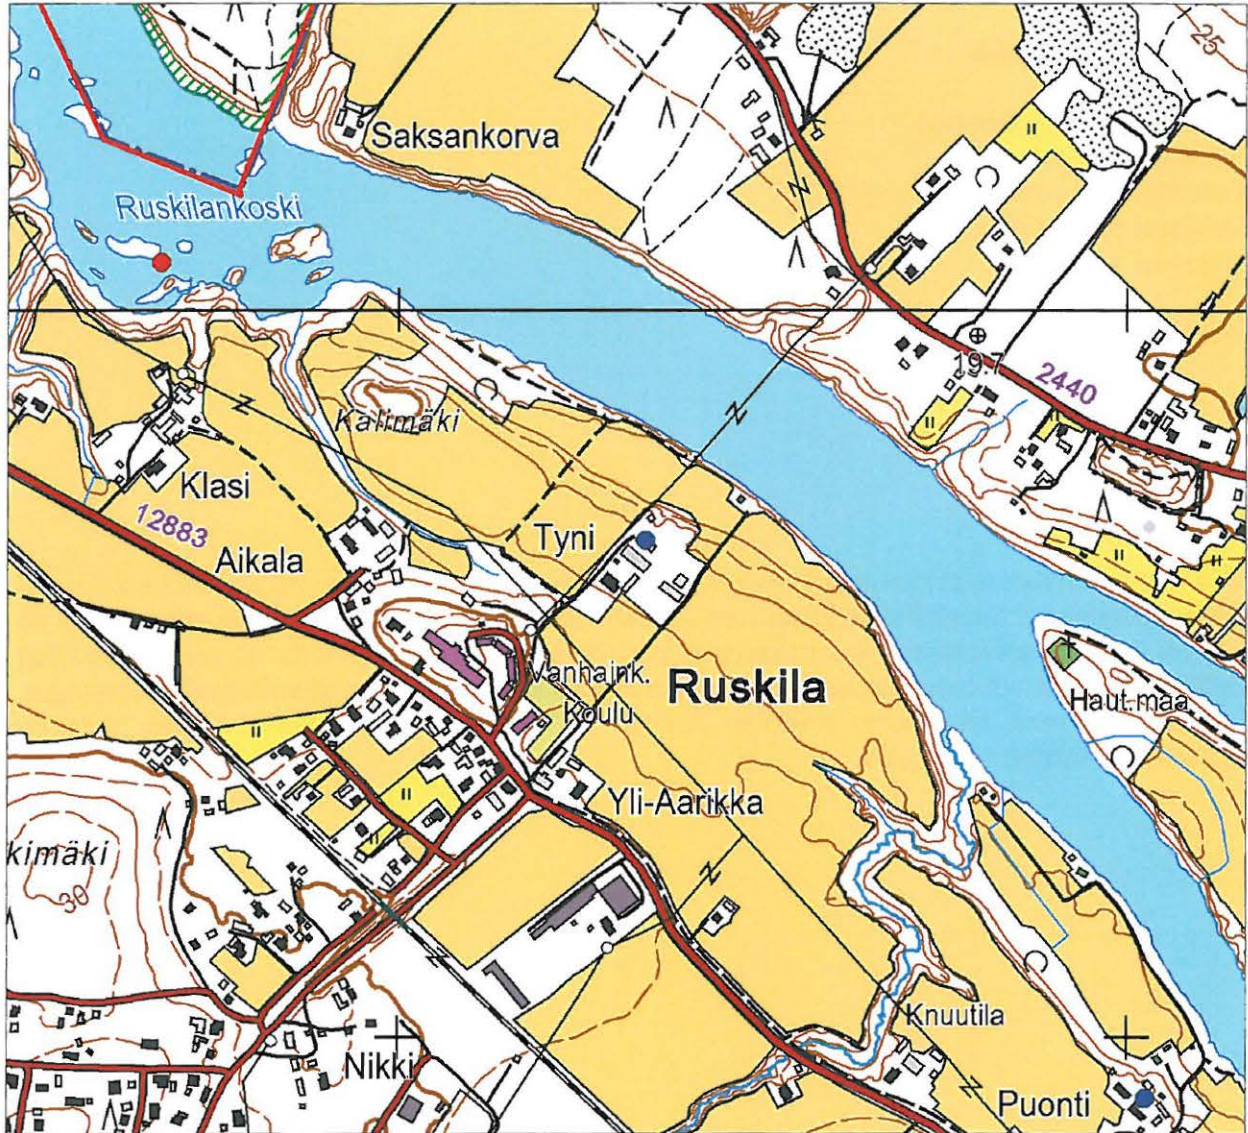 25
Saksankorva
Ruskilankoski
19.7
2440
Kalimäki
Klasi
12883
Aikala
Tyni
Vanhaink.
Koulu
Ruskila
Haut.maa
Yli-Aarikka
kimäki
30
Knuutila
Nikki
Puonti